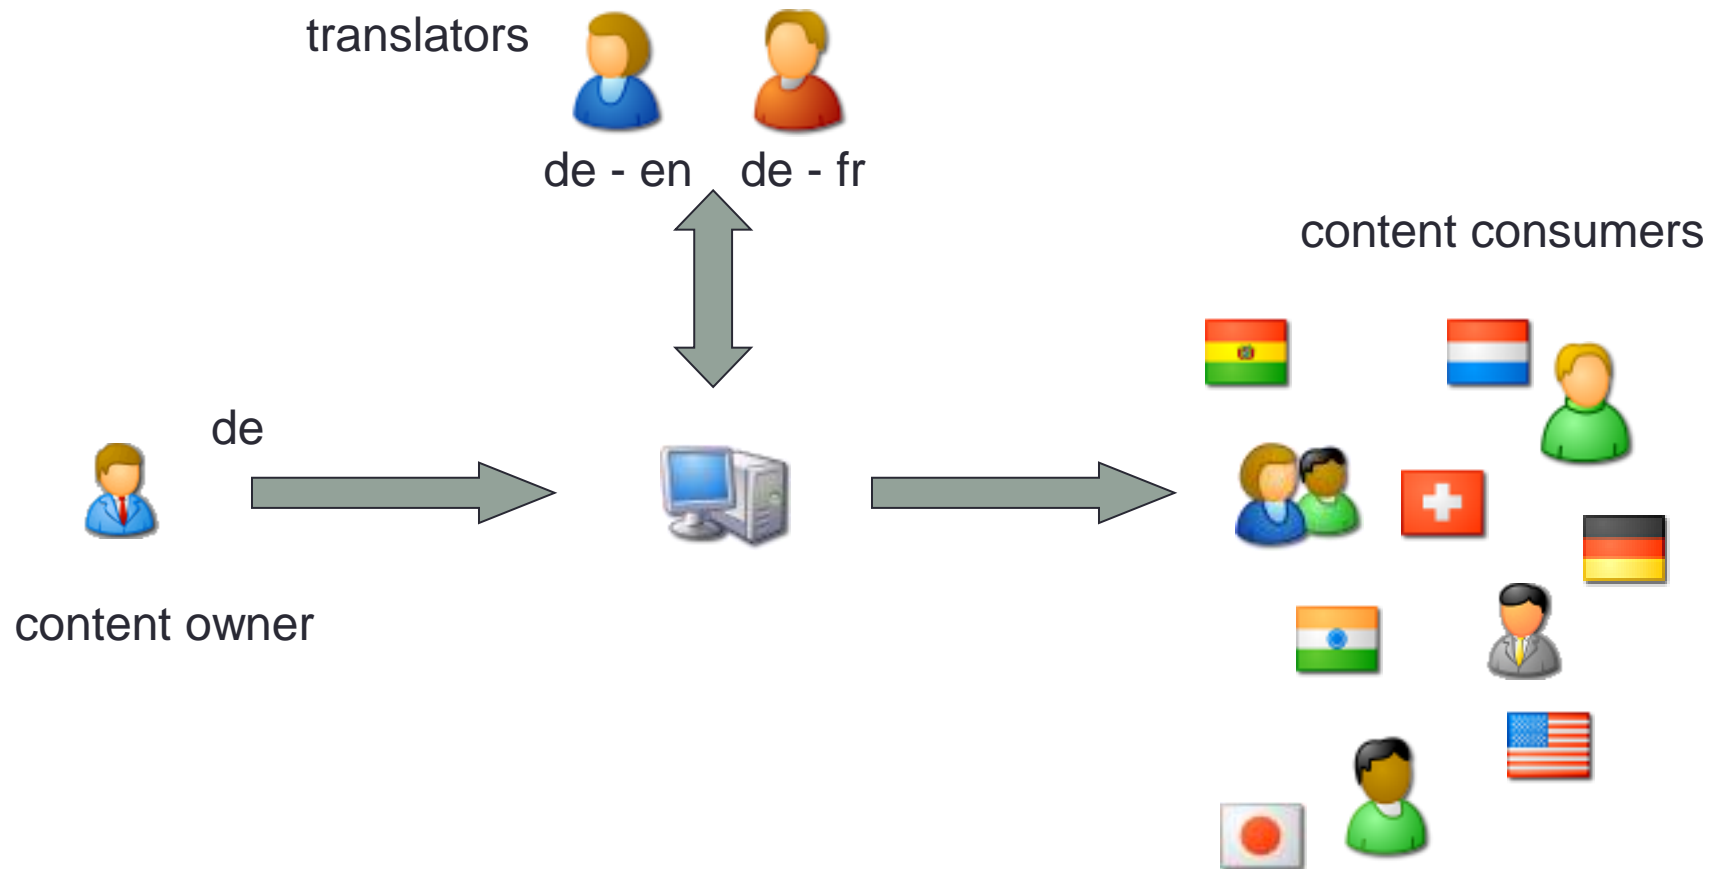 translators
de - en
de - fr
content consumers
de
content owner